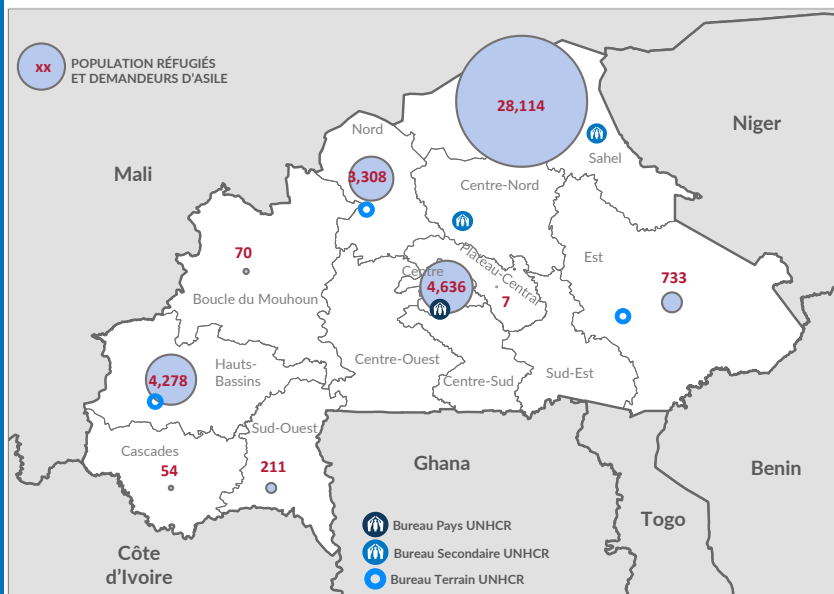 xx
POPULATION RÉFUGIÉS
ET DEMANDEURS D'ASILE
28,114
Niger
Nord
Sahel
Mali
3,308
Centre-Nord
70
Boucle du Mouhoun
Centre
Plateau-Central
4,636
7
Est
733
4,278
Hauts-
Bassins
Centre-Ouest
Centre-Sud
Sud-Est
Cascades
54
Sud-Ouest
211
Ghana
Togo
Benin
Côte
d'Ivoire
Bureau Pays UNHCR
Bureau Secondaire UNHCR
Bureau Terrain UNHCR